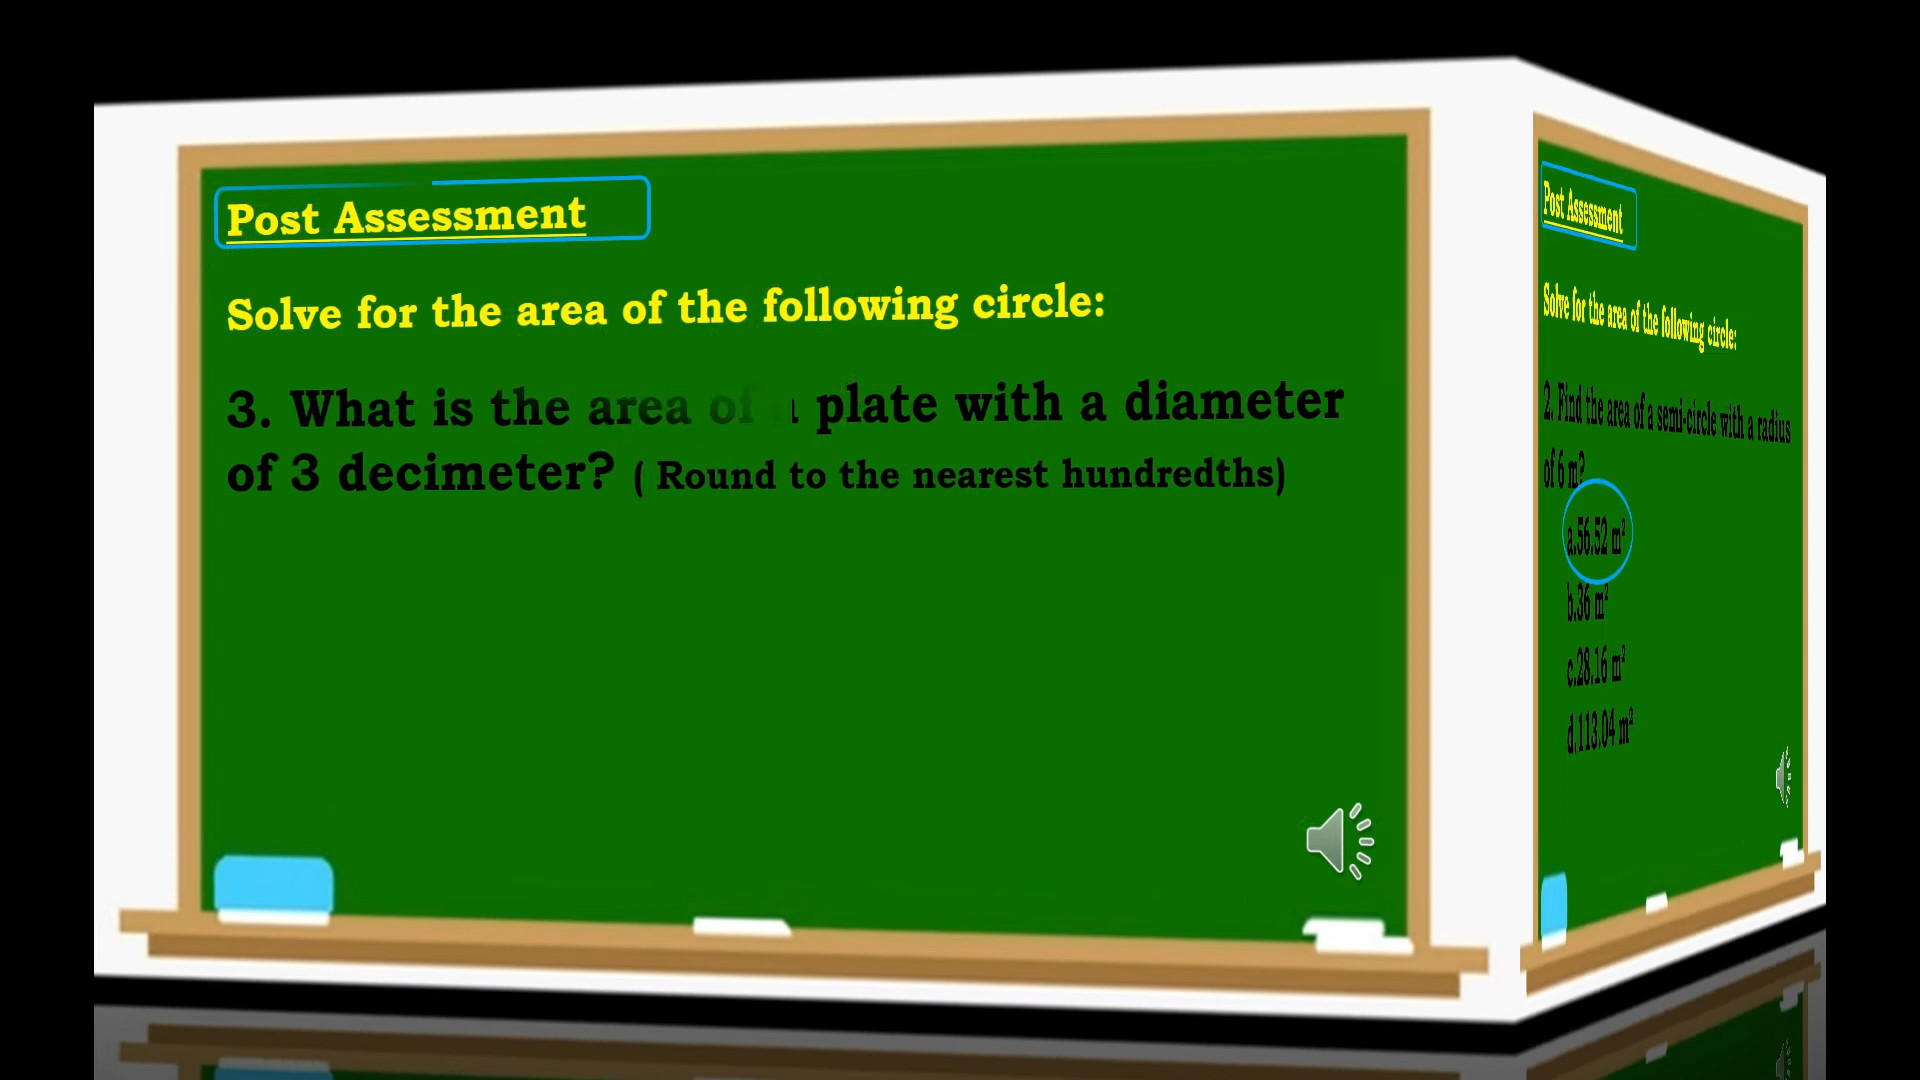 Post Assessment
Solve for the area of the following circle:
3. What is the area of a plate with a diameter
of 3 decimeter? ( Round to the nearest hundredths)
Post Assessment
Solve for the area of the following circle:
2. Find the area of a semi-circle with a radius
of 6 m?
a.56.52 m²
b.36 m²
c.28.16 m²
d.113.04 m²